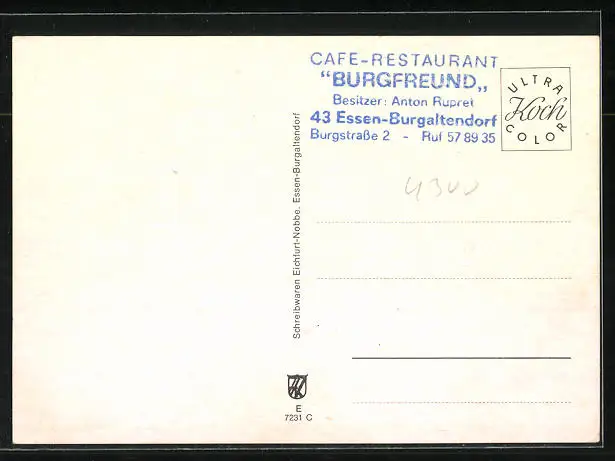 CAFE-RESTAURANT
“BURGFREUND„
Besitzer: Anton Rupret
43 Essen-Burgaltendorf
Burgstraße 2 - Ruf 57 89 35
ULTRA
Koch
COLOR
4300
Schreibwaren Eichfurt-Nobbe, Essen-Burgaltendorf
E
7231 C